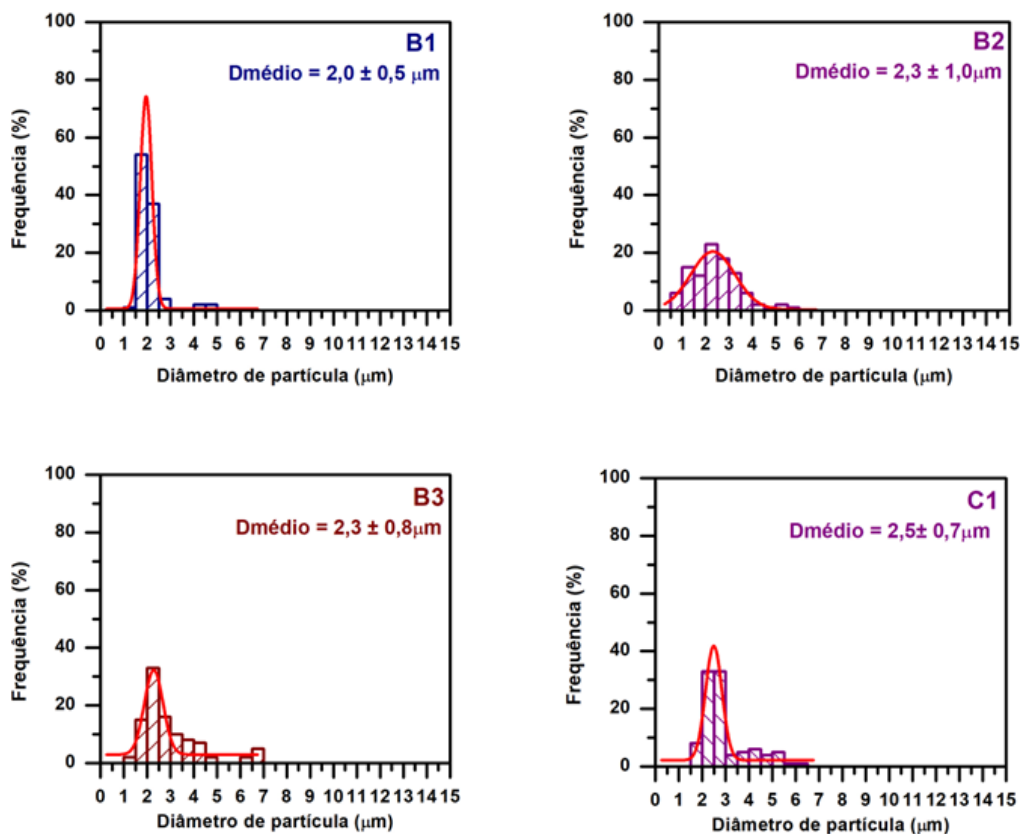 B1
Dmédio = 2,0 ± 0,5 μm
Frequência (%)
100
80
60
40
20
0
0 1 2 3 4 5 6 7 8 9 10 11 12 13 14 15
Diâmetro de partícula (μm)
B2
Dmédio = 2,3 ± 1,0μm
Frequência (%)
100
80
60
40
20
0
0 1 2 3 4 5 6 7 8 9 10 11 12 13 14 15
Diâmetro de partícula (μm)
B3
Dmédio = 2,3 ± 0,8μm
Frequência (%)
100
80
60
40
20
0
0 1 2 3 4 5 6 7 8 9 10 11 12 13 14 15
Diâmetro de partícula (μm)
C1
Dmédio = 2,5± 0,7μm
Frequência (%)
100
80
60
40
20
0
0 1 2 3 4 5 6 7 8 9 10 11 12 13 14 15
Diâmetro de partícula (μm)